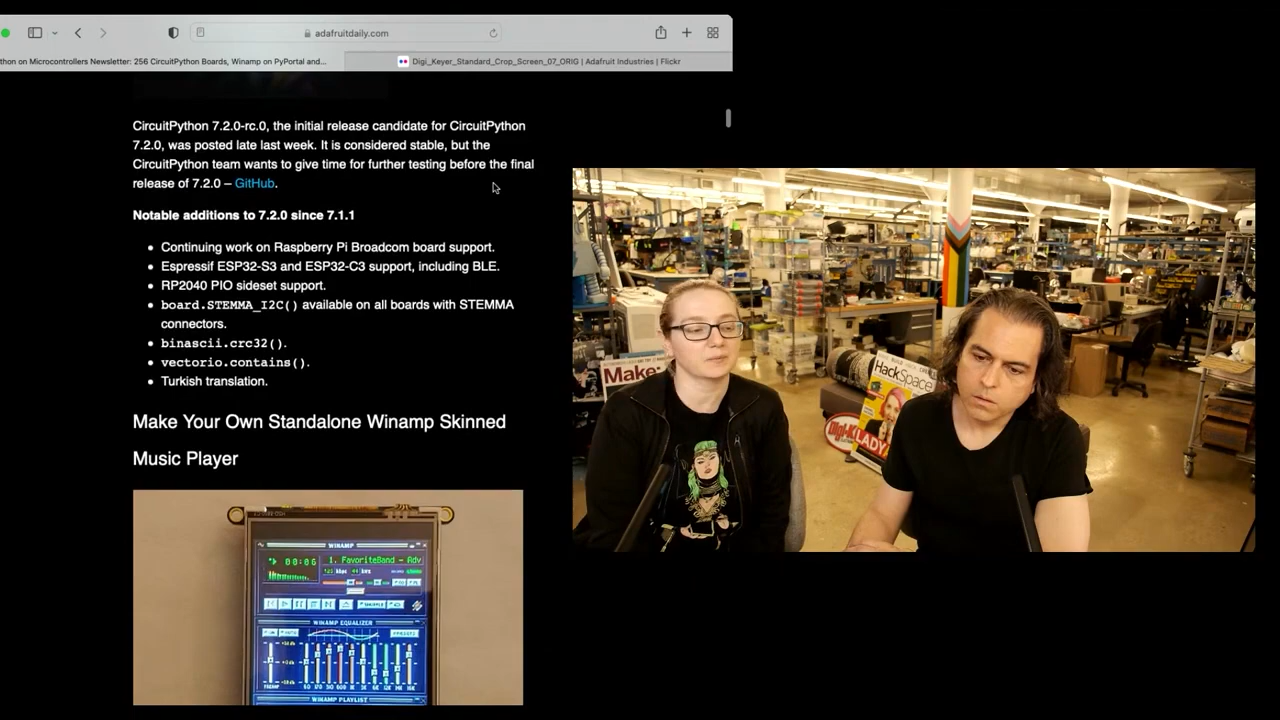 adafruitdaily.com
thon on Microcontrollers Newsletter: 256 CircuitPython Boards, Winamp on PyPortal and...
Digi_Keyer_Standard_Crop_Screen_07_ORIG | Adafruit Industries | Flickr
CircuitPython 7.2.0-rc.0, the initial release candidate for CircuitPython
7.2.0, was posted late last week. It is considered stable, but the
CircuitPython team wants to give time for further testing before the final
release of 7.2.0 – GitHub.
Notable additions to 7.2.0 since 7.1.1
Continuing work on Raspberry Pi Broadcom board support.
Espressif ESP32-S3 and ESP32-C3 support, including BLE.
RP2040 PIO sideset support.
board.STEMMA_I2C() available on all boards with STEMMA
connectors.
binascii.crc32().
vectorio.contains().
Turkish translation.
Make Your Own Standalone Winamp Skinned
Music Player
WINAMP
00:06
1. FavoriteBand - Adv
WINAMP EQUALIZER
WINAMP PLAYLIST
Make:
HackSpace
Digi-K
LADY